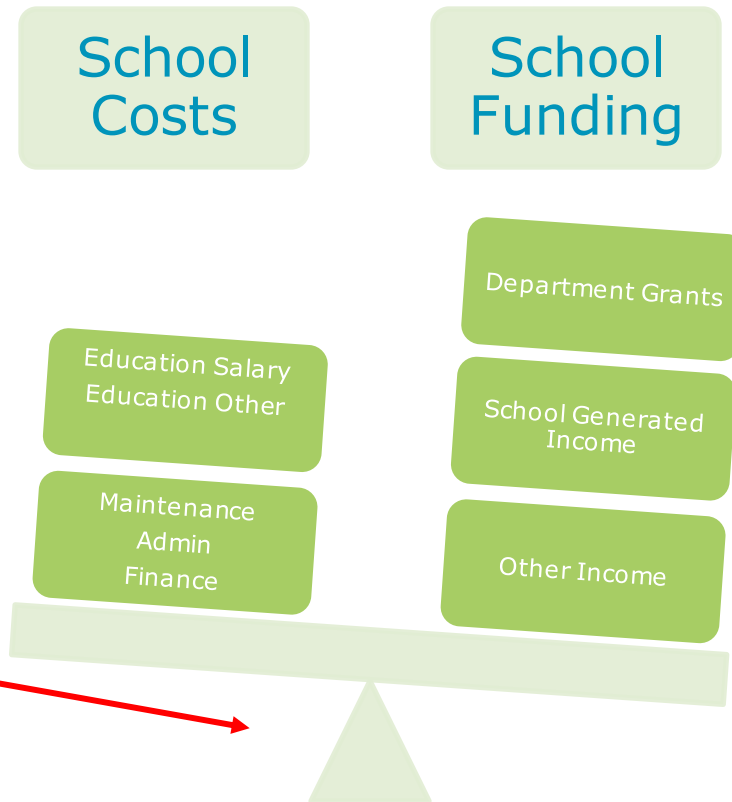 School
Costs
School
Funding
Education Salary
Education Other
Maintenance
Admin
Finance
Department Grants
School Generated
Income
Other Income